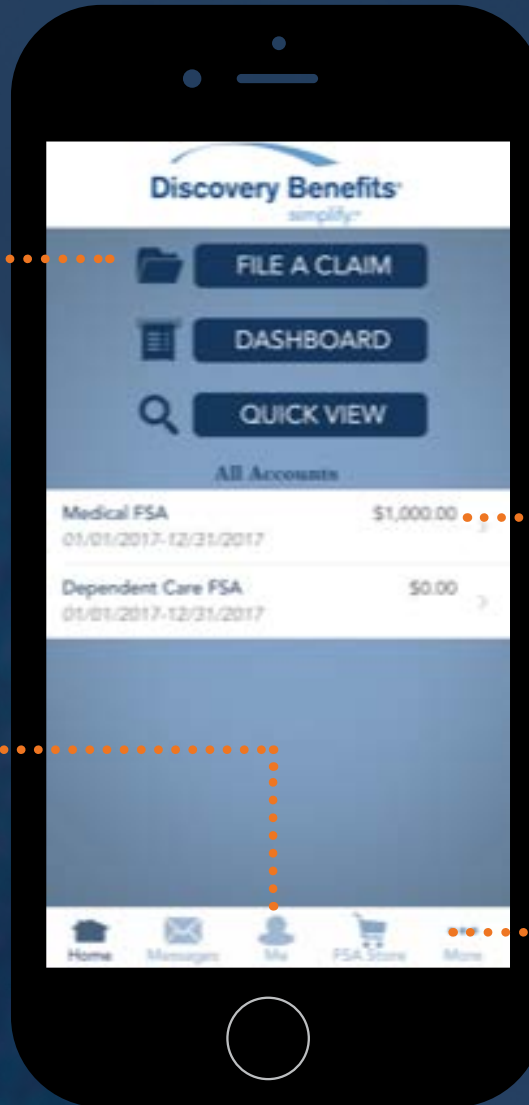 Discovery Benefits
simplify™
FILE A CLAIM
DASHBOARD
QUICK VIEW
All Accounts
Medical FSA $1,000.00
01/01/2017-12/31/2017
Dependent Care FSA $0.00
01/01/2017-12/31/2017
Home Messages Me FSA Store More